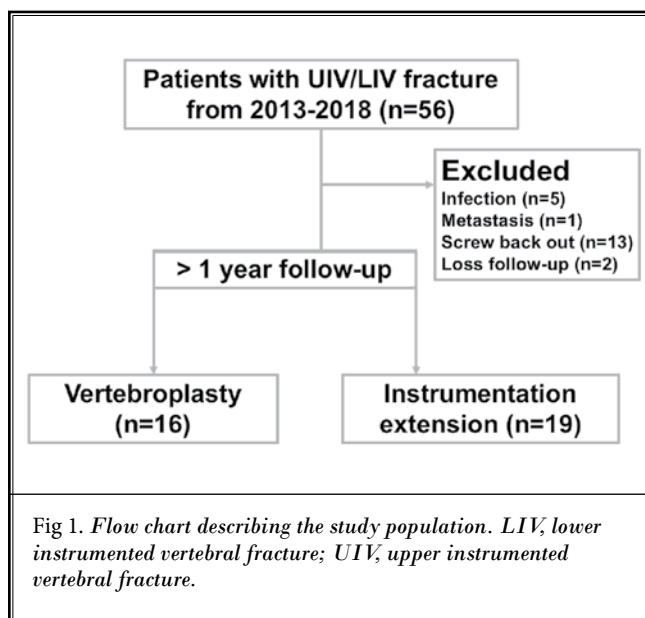 Patients with UIV/LIV fracture
from 2013-2018 (n=56)
Excluded
Infection (n=5)
Metastasis (n=1)
Screw back out (n=13)
Loss follow-up (n=2)
> 1 year follow-up
Vertebroplasty
(n=16)
Instrumentation
extension (n=19)
Fig 1. Flow chart describing the study population. LIV, lower
instrumented vertebral fracture; UIV, upper instrumented
vertebral fracture.